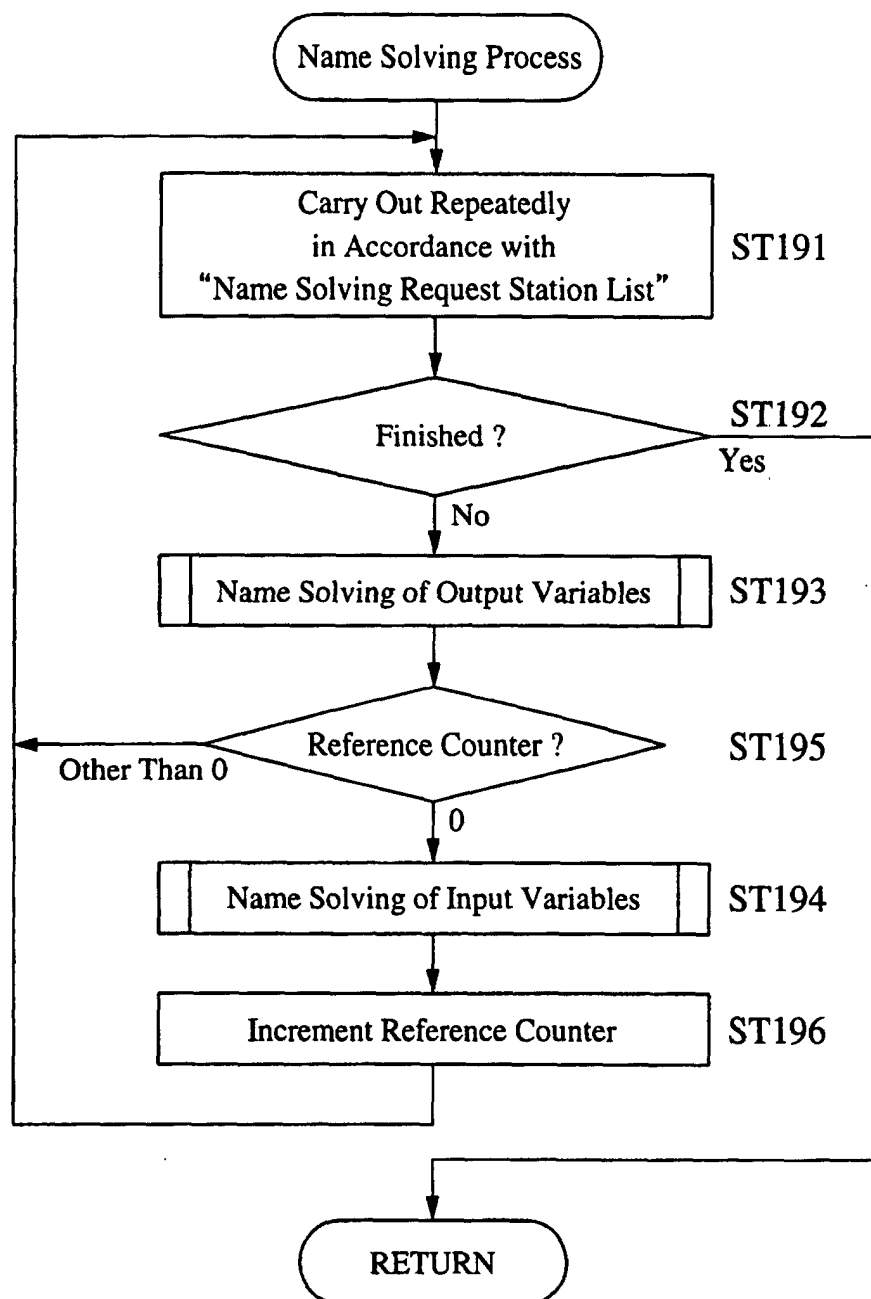 Name Solving Process
Carry Out Repeatedly
in Accordance with
“Name Solving Request Station List”
ST191
Finished ?
ST192
Yes
No
Name Solving of Output Variables
ST193
Reference Counter ?
ST195
Other Than 0
0
Name Solving of Input Variables
ST194
Increment Reference Counter
ST196
RETURN